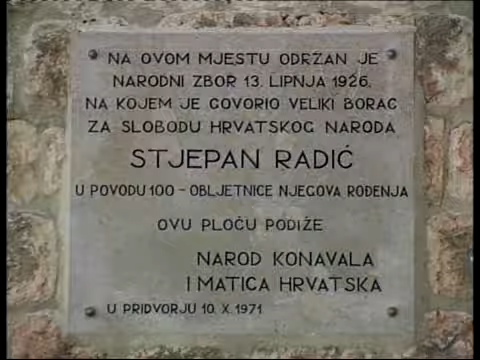 NA OVOM MJESTU ODRŽAN JE
NARODNI ZBOR 13. LIPNJA 1926.
NA KOJEM JE GOVORIO VELIKI BORAC
ZA SLOBODU HRVATSKOG NARODA
STJEPAN RADIĆ
U POVODU 100 - OBLJETNICE NJEGOVA ROĐENJA
OVU PLOČU PODIŽE
NAROD KONAVALA
I MATICA HRVATSKA
U PRIDVORJU 10. X. 1971